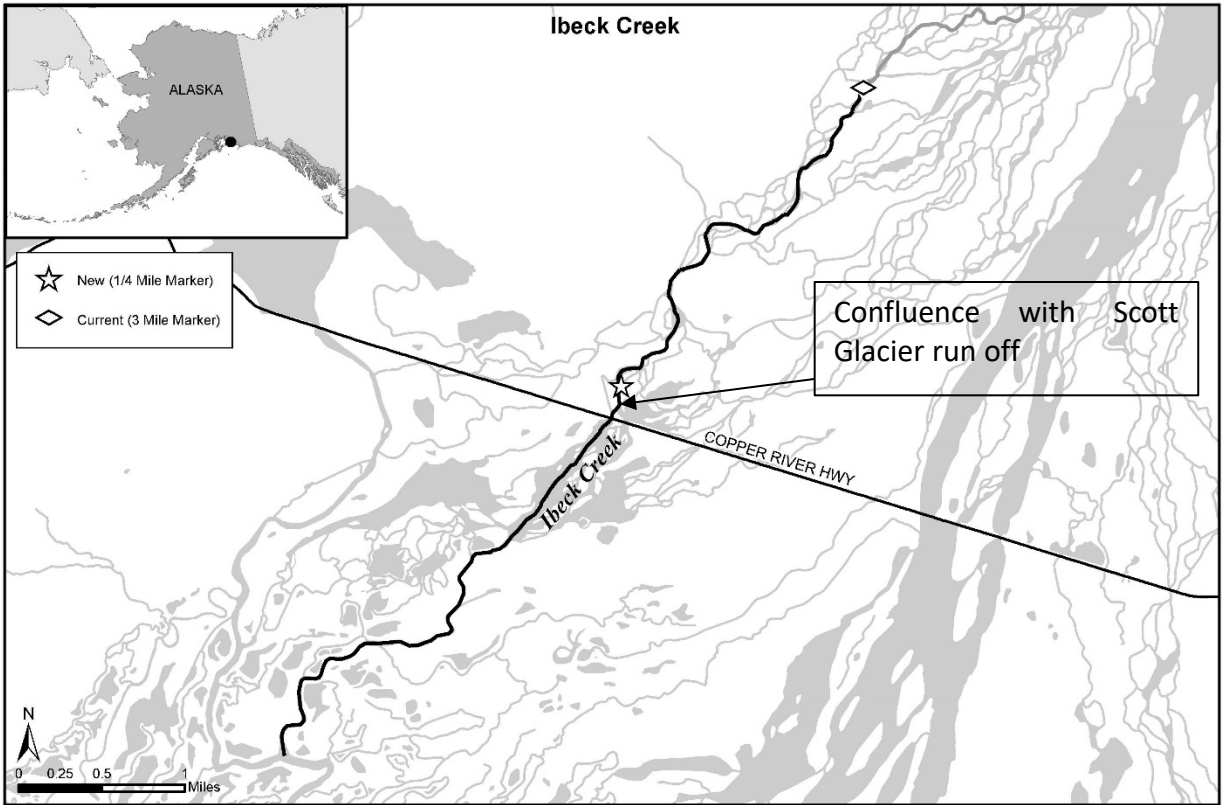 Ibeck Creek
ALASKA
New (1/4 Mile Marker)
Current (3 Mile Marker)
Confluence with Scott
Glacier run off
COPPER RIVER HWY
Ibeck Creek
N
0 0.25 0.5 1
Miles